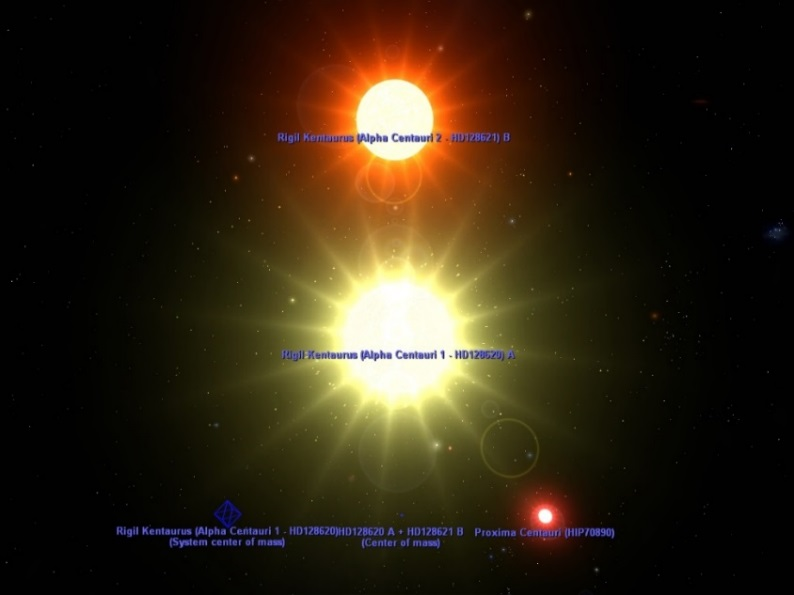 Rigil Kentaurus (Alpha Centauri 2 - HD128621) B
Rigil Kentaurus (Alpha Centauri 1 - HD128620) A
Rigil Kentaurus (Alpha Centauri 1 - HD128620)
(System center of mass)
HD128620 A + HD128621 B
(Center of mass)
Proxima Centauri (HIP70890)